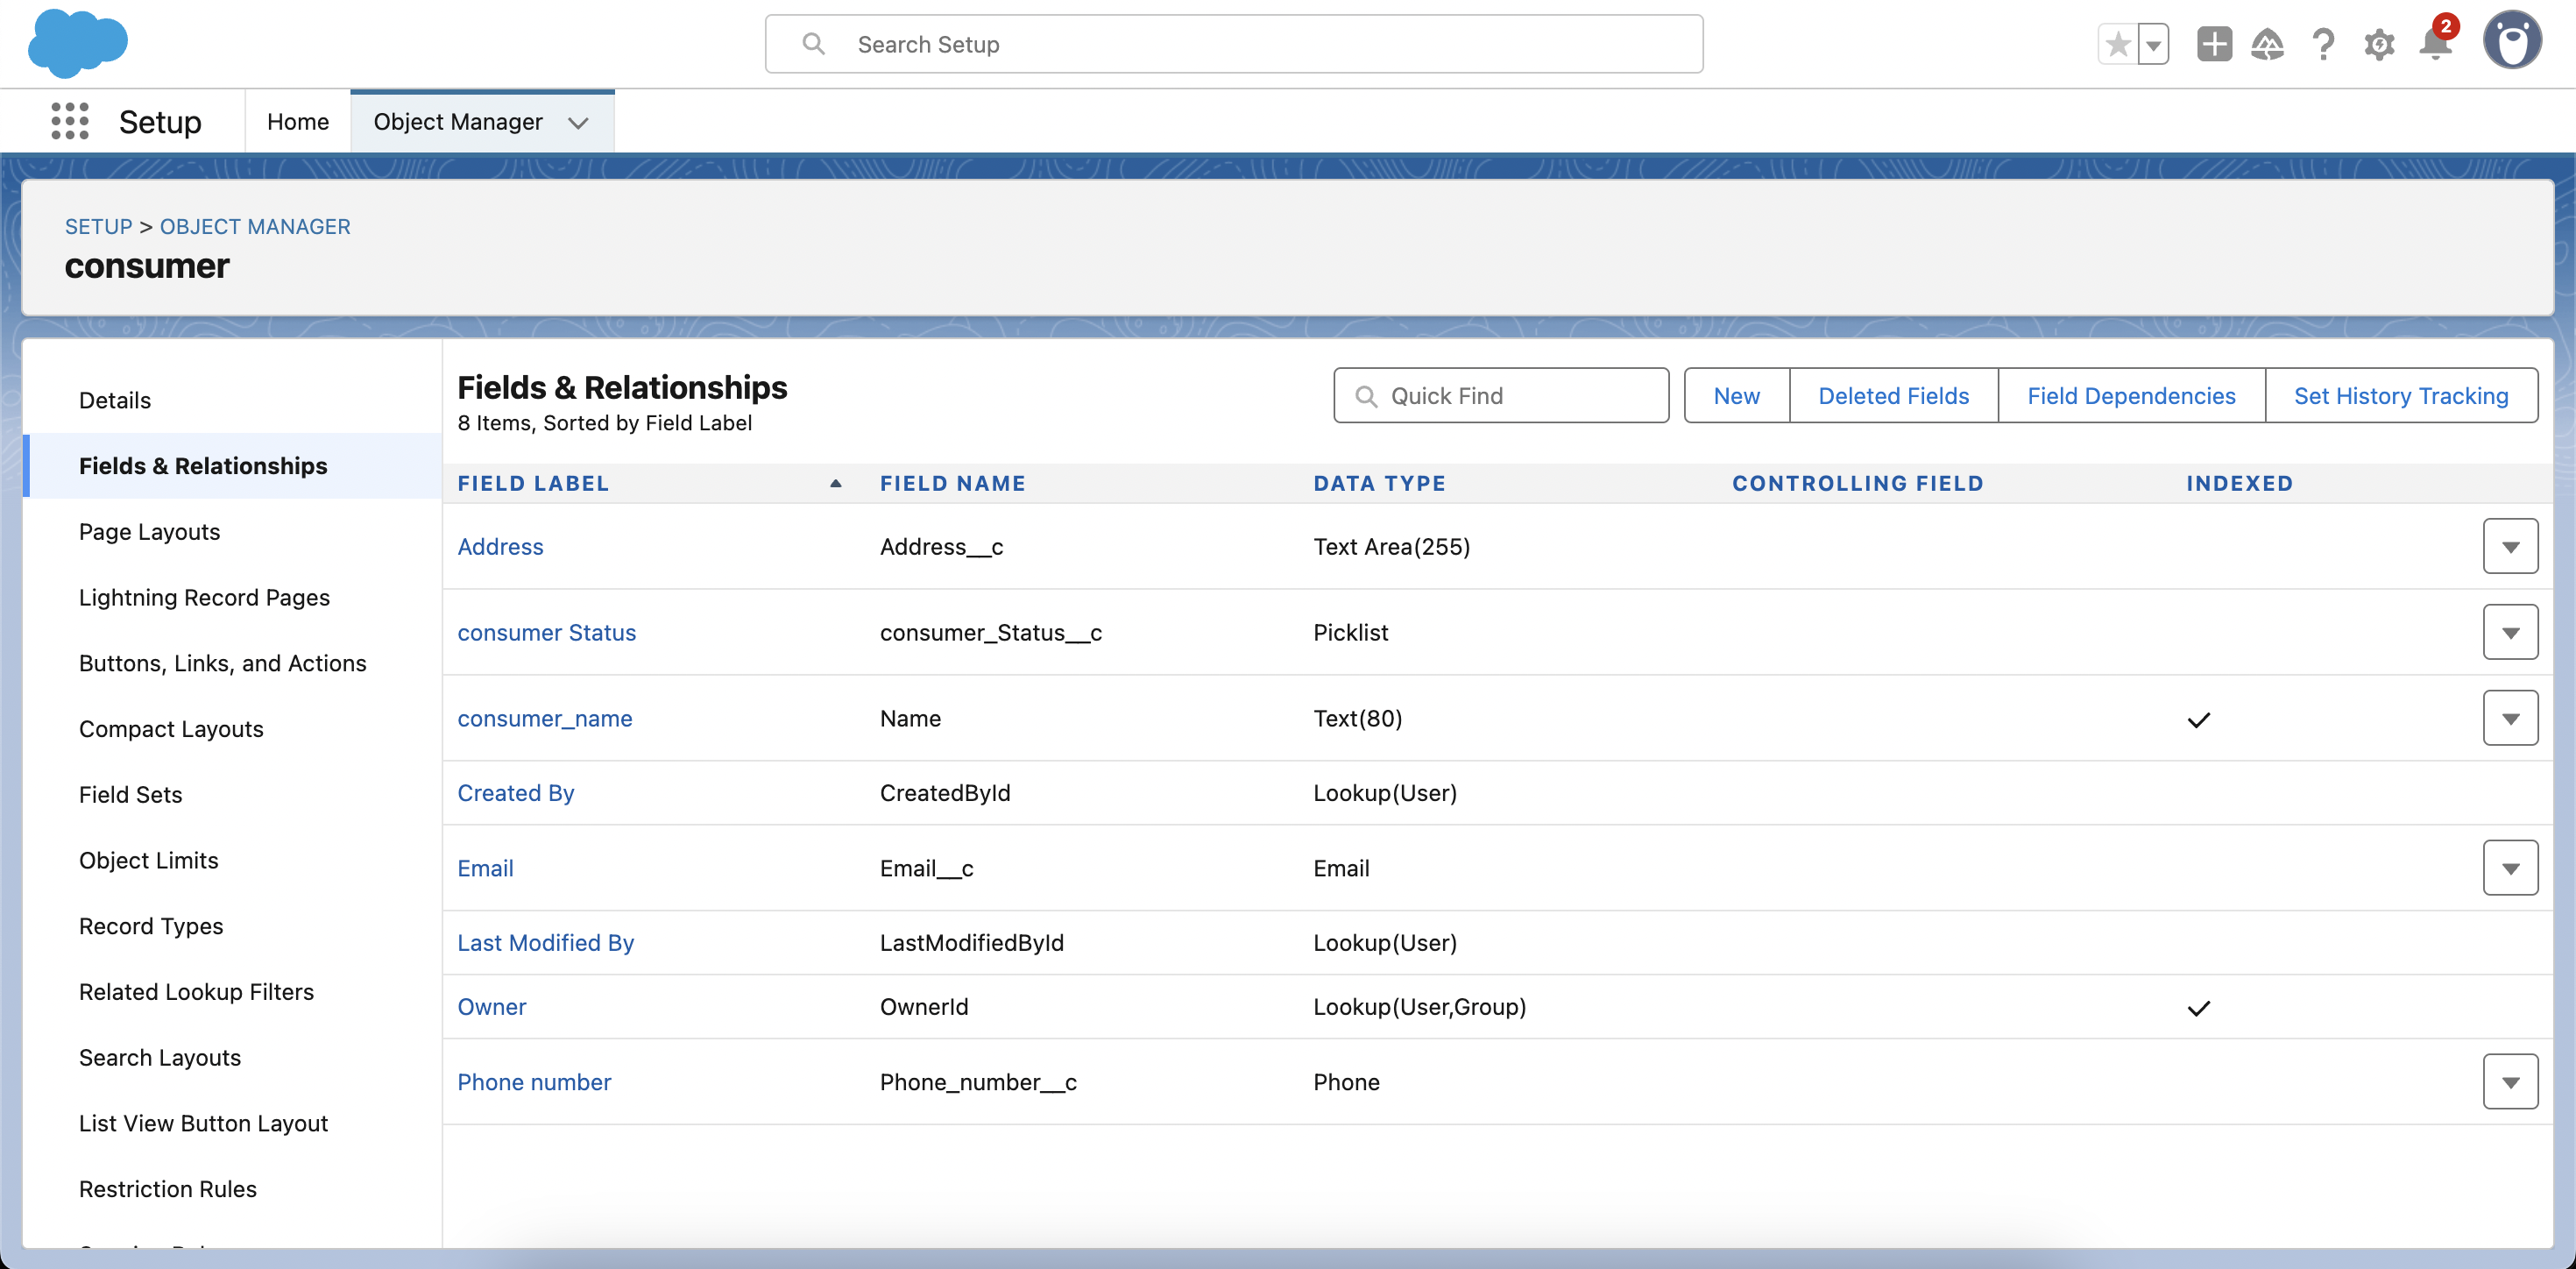 Search Setup
2
Setup
Home
Object Manager
SETUP > OBJECT MANAGER
consumer
Details
Fields & Relationships
Page Layouts
Lightning Record Pages
Buttons, Links, and Actions
Compact Layouts
Field Sets
Object Limits
Record Types
Related Lookup Filters
Search Layouts
List View Button Layout
Restriction Rules
Fields & Relationships
8 Items, Sorted by Field Label
Quick Find
New Deleted Fields Field Dependencies Set History Tracking
FIELD LABEL FIELD NAME DATA TYPE CONTROLLING FIELD INDEXED
Address Address__c Text Area(255)
consumer Status consumer_Status__c Picklist
consumer_name Name Text(80)
Created By CreatedById Lookup(User)
Email Email__c Email
Last Modified By LastModifiedById Lookup(User)
Owner OwnerId Lookup(User,Group)
Phone number Phone_number__c Phone